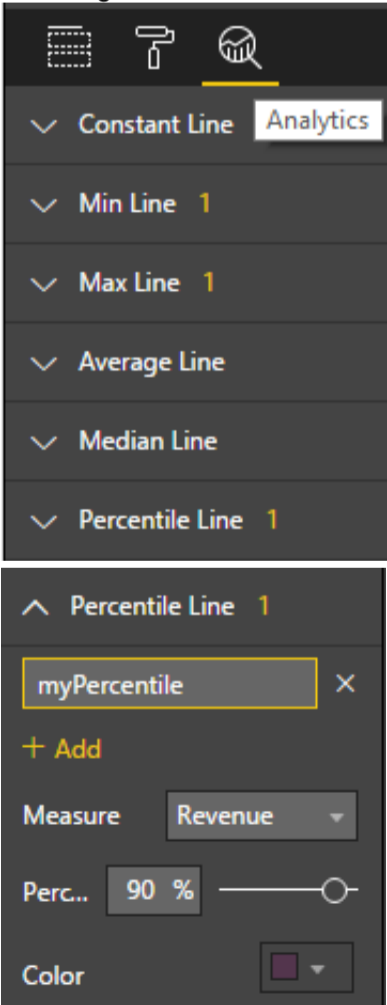 Constant Line Analytics
Min Line 1
Max Line 1
Average Line
Median Line
Percentile Line 1
Percentile Line 1
myPercentile
+ Add
Measure Revenue
Perc... 90 %
Color